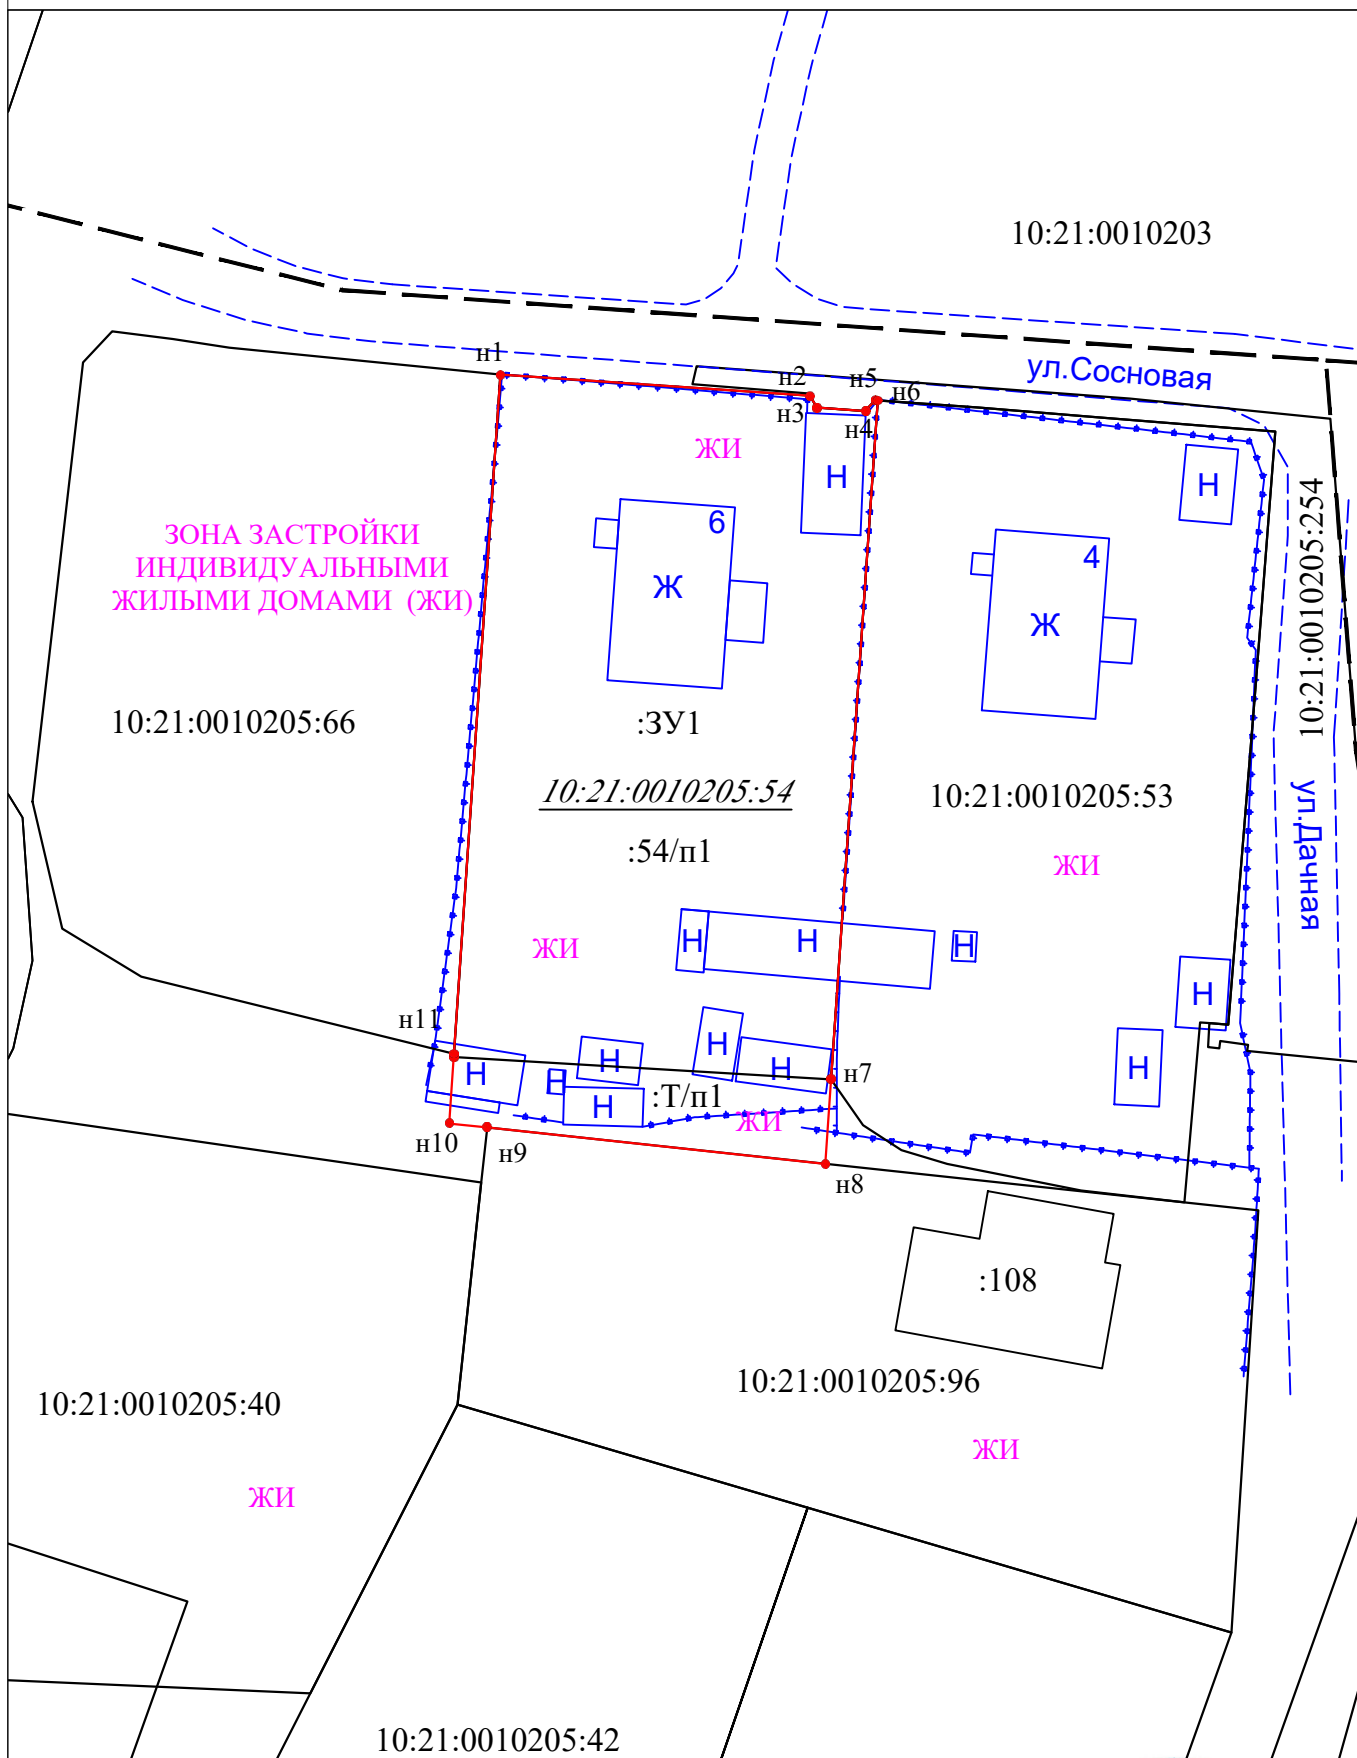 10:21:0010203
ул.Сосновая
н1
н2
н5
н6
н3
н4
ЖИ
Н
Н
10:21:0010205:254
6
ЗОНА ЗАСТРОЙКИ
ИНДИВИДУАЛЬНЫМИ
ЖИЛЫМИ ДОМАМИ (ЖИ)
4
Ж
Ж
10:21:0010205:66
:ЗУ1
10:21:0010205:54
10:21:0010205:53
:54/п1
ЖИ
ул.Дачная
ЖИ
Н
Н
Н
Н
н11
Н
Н
Н
Н
Н
Н
н7
Н
Н
:Т/п1
ЖИ
н10
н9
н8
:108
10:21:0010205:96
10:21:0010205:40
ЖИ
ЖИ
10:21:0010205:42